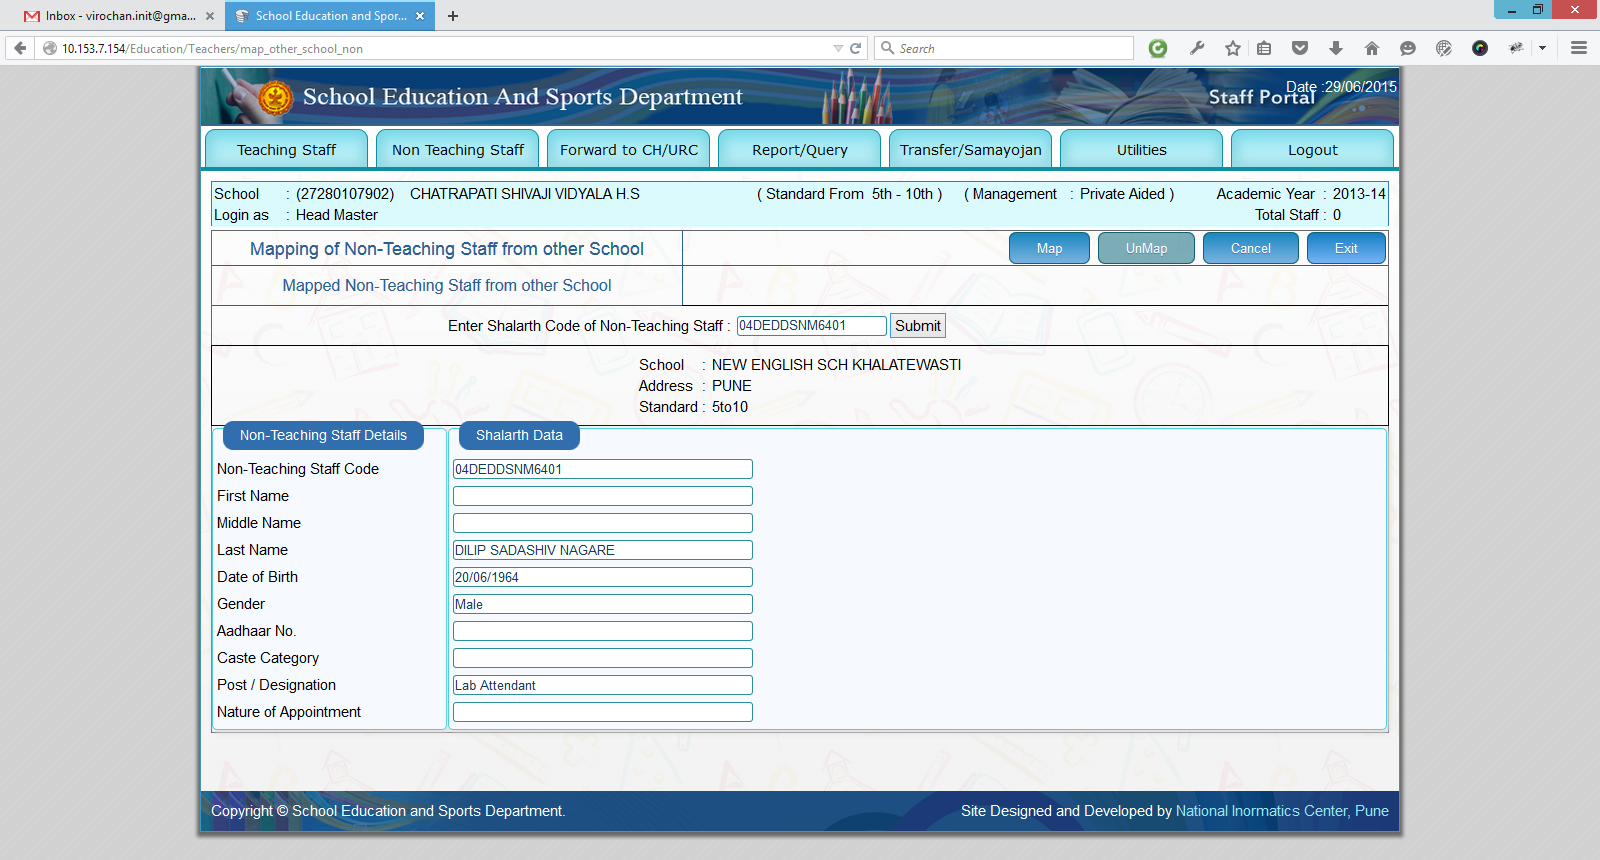 Inbox - virochan.init@gma...
School Education and Spor...
10.153.7.154/Education/Teachers/map_other_school_non
Search
School Education And Sports Department
Date :29/06/2015
Staff Portal
Teaching Staff
Non Teaching Staff
Forward to CH/URC
Report/Query
Transfer/Samayojan
Utilities
Logout
School : (27280107902) CHATRAPATI SHIVAJI VIDYALA H.S ( Standard From 5th - 10th ) ( Management : Private Aided ) Academic Year : 2013-14
Login as : Head Master Total Staff : 0
Mapping of Non-Teaching Staff from other School
Map
UnMap
Cancel
Exit
Mapped Non-Teaching Staff from other School
Enter Shalarth Code of Non-Teaching Staff : 04DEDDSNM6401 Submit
School : NEW ENGLISH SCH KHALATEWASTI
Address : PUNE
Standard : 5to10
Non-Teaching Staff Details
Shalarth Data
Non-Teaching Staff Code 04DEDDSNM6401
First Name
Middle Name
Last Name DILIP SADASHIV NAGARE
Date of Birth 20/06/1964
Gender Male
Aadhaar No.
Caste Category
Post / Designation Lab Attendant
Nature of Appointment
Copyright © School Education and Sports Department.
Site Designed and Developed by National Inormatics Center, Pune